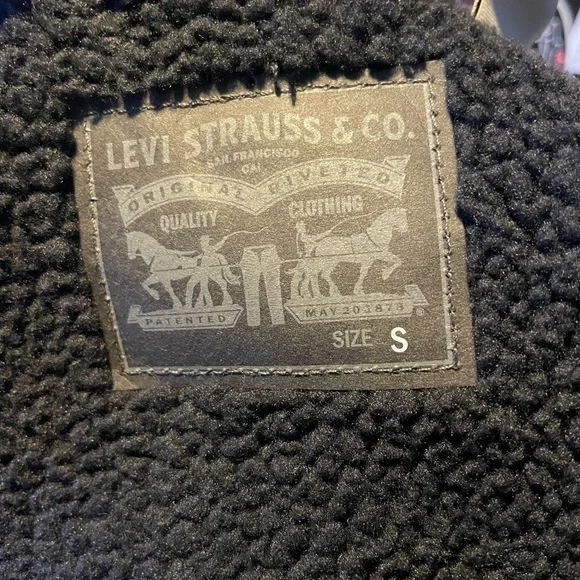 LEVI STRAUSS & CO.
SAN FRANCISCO
CAL
ORIGINAL RIVETED
QUALITY CLOTHING
PATENTED MAY 20 1873 ®
SIZE S